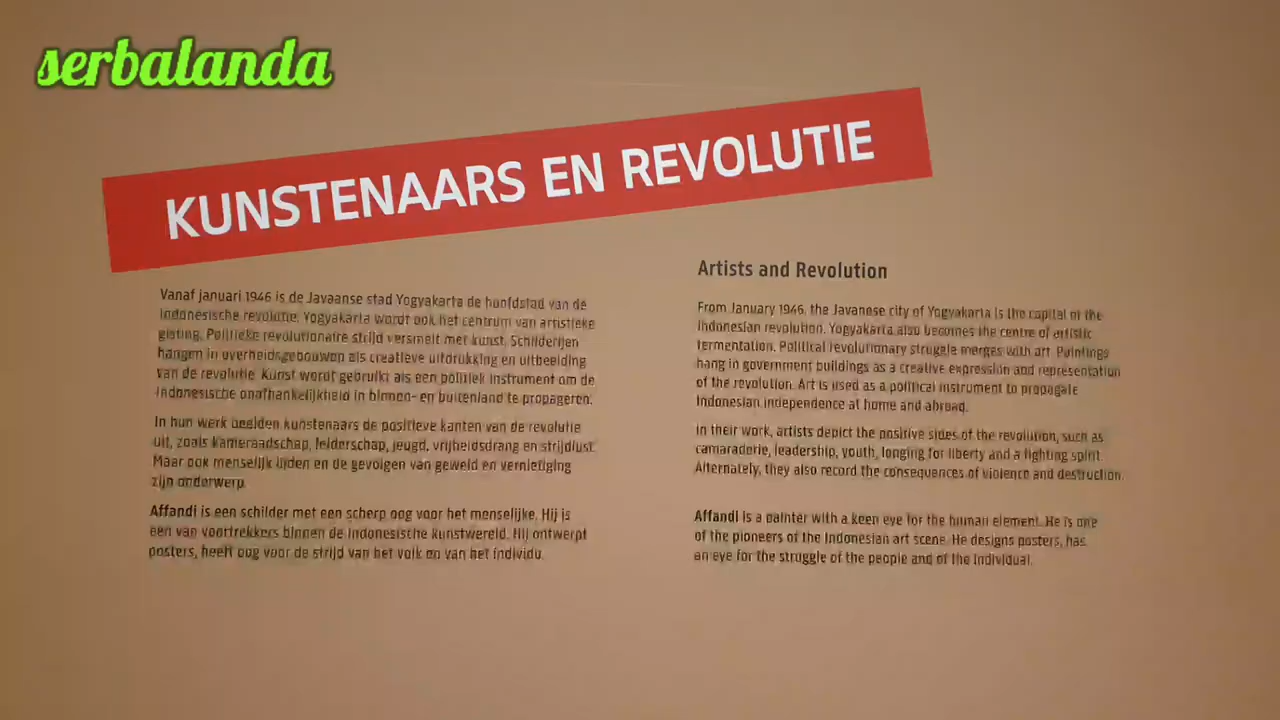 serbalanda
KUNSTENAARS EN REVOLUTIE
Vanaf januari 1946 is de Javaanse stad Yogyakarta de hoofdstad van de
Indonesische revolutie. Yogyakarta wordt ook het centrum van artistieke
gisting. Politieke revolutionaire strijd versmelt met kunst. Schilderijen
hangen in overheidsgebouwen als creatieve uitdrukking en uitbeelding
van de revolutie. Kunst wordt gebruikt als een politiek instrument om de
Indonesische onafhankelijkheid in binnen- en buitenland te propageren.
In hun werk beelden kunstenaars de positieve kanten van de revolutie
uit, zoals kameraadschap, leiderschap, jeugd, vrijheidsdrang en strijdlust.
Maar ook menselijk lijden en de gevolgen van geweld en vernietiging
zijn onderwerp.
Affandi is een schilder met een scherp oog voor het menselijke. Hij is
een van voortrekkers binnen de Indonesische kunstwereld. Hij ontwerpt
posters, heeft oog voor de strijd van het volk en van het individu.
Artists and Revolution
From January 1946, the Javanese city of Yogyakarta is the capital of the
Indonesian revolution. Yogyakarta also becomes the centre of artistic
fermentation. Political revolutionary struggle merges with art. Paintings
hang in government buildings as a creative expression and representation
of the revolution. Art is used as a political instrument to propagate
Indonesian independence at home and abroad.
In their work, artists depict the positive sides of the revolution, such as
camaraderie, leadership, youth, longing for liberty and a fighting spirit.
Alternately, they also record the consequences of violence and destruction.
Affandi is a painter with a keen eye for the human element. He is one
of the pioneers of the Indonesian art scene. He designs posters, has
an eye for the struggle of the people and of the individual.